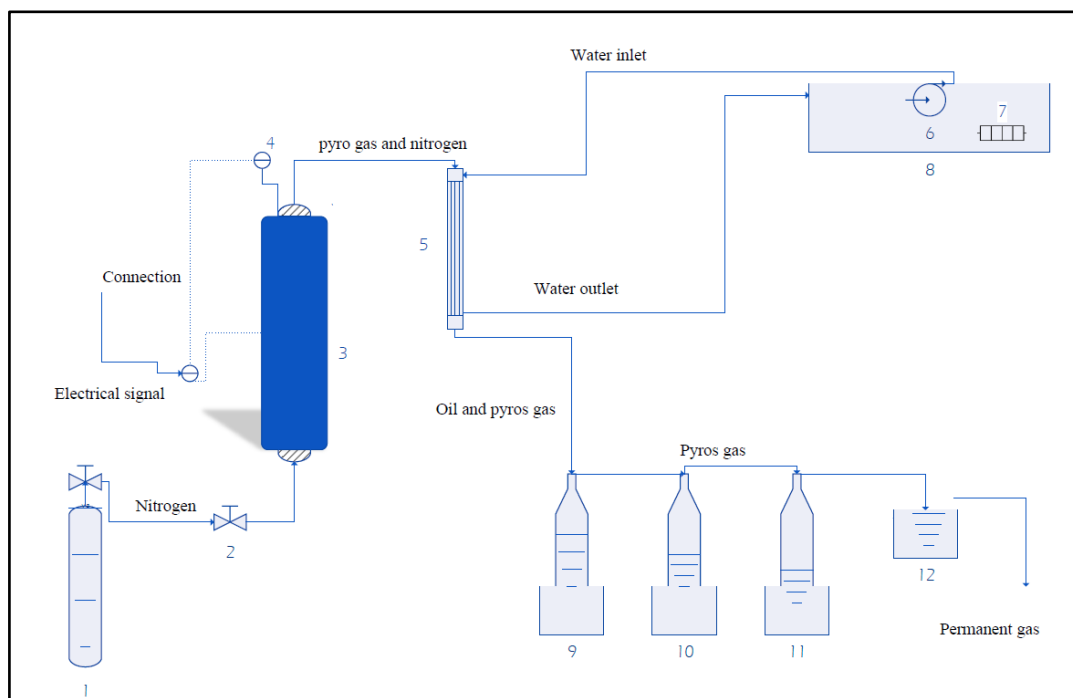 Water inlet
7
4
pyro gas and nitrogen
6
8
5
Connection
Water outlet
3
Electrical signal
Oil and pyros gas
Pyros gas
Nitrogen
2
12
Permanent gas
9
10
11
1